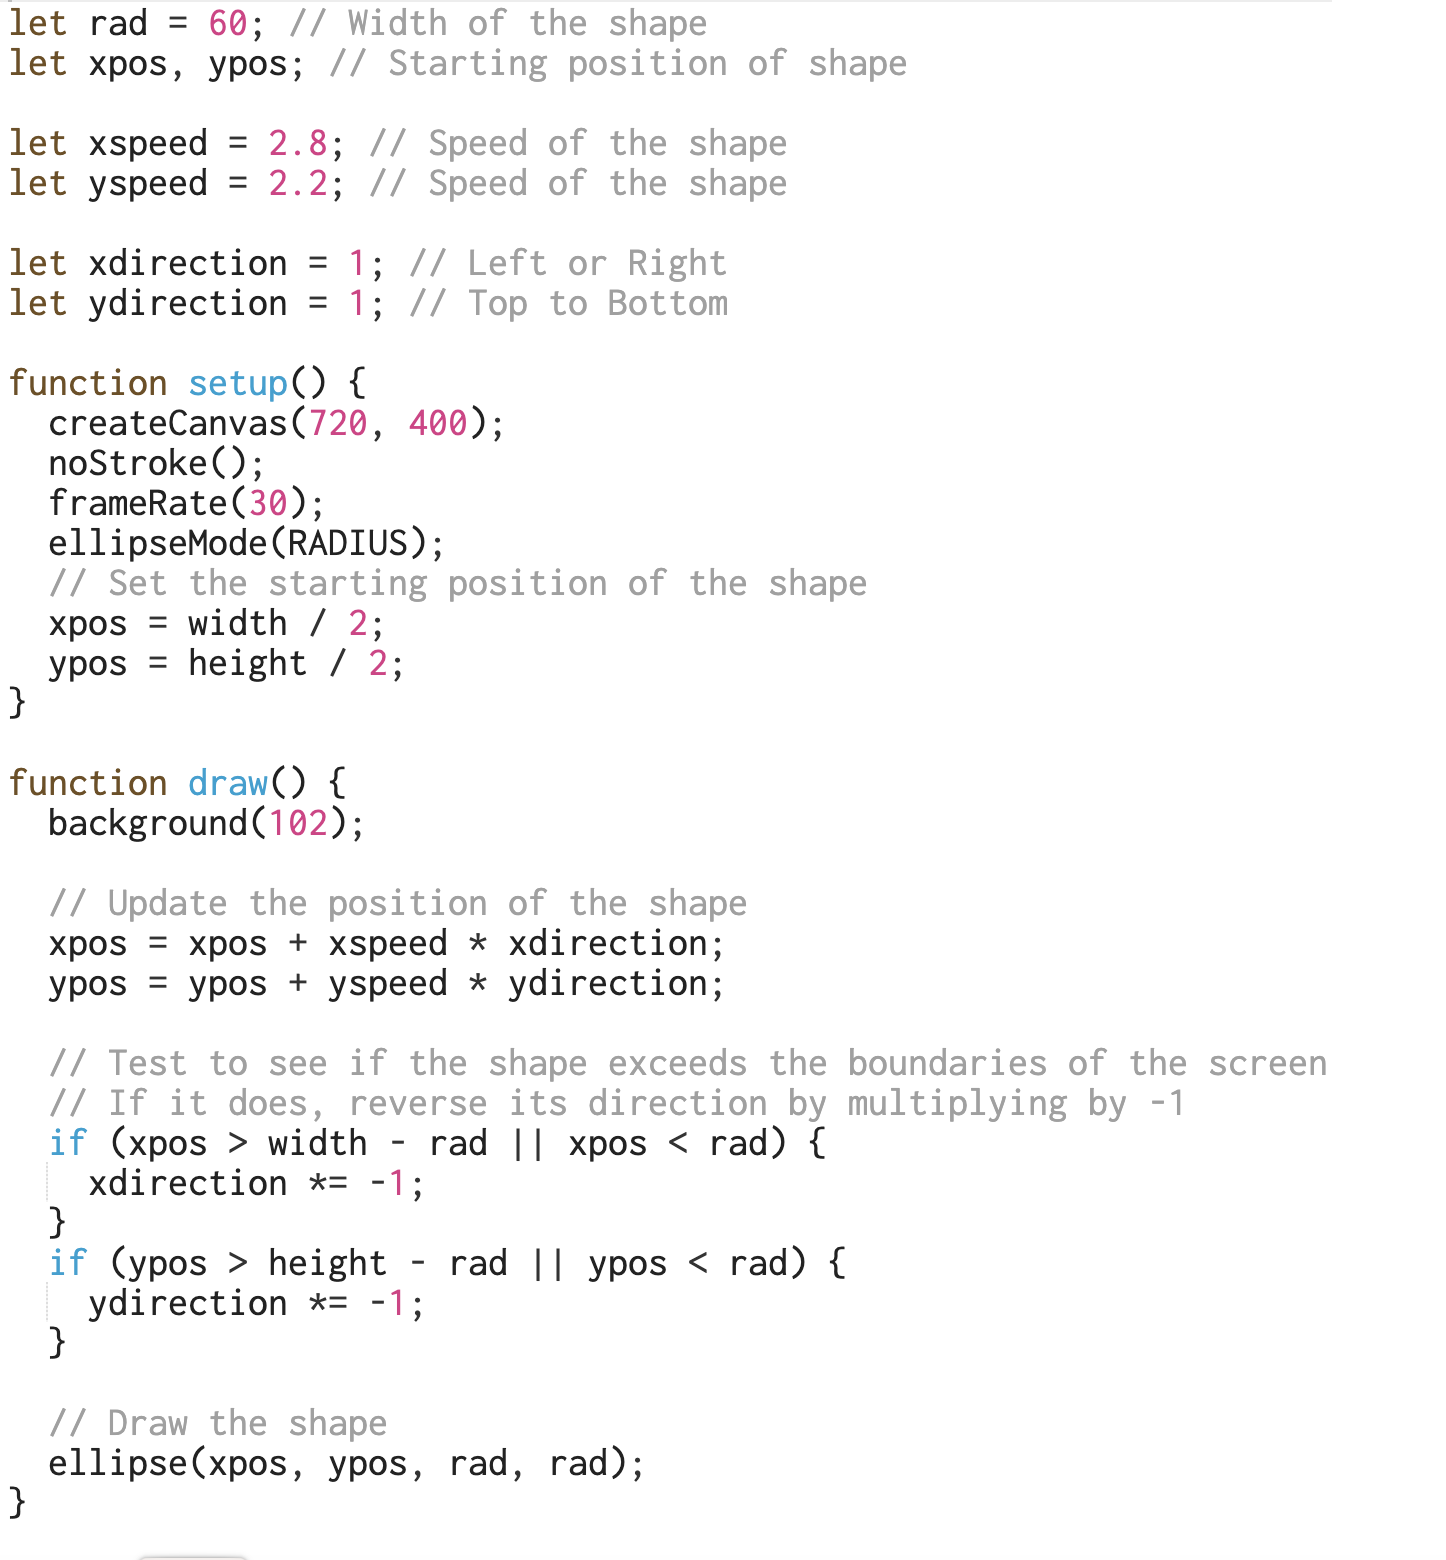 let rad = 60; // Width of the shape
let xpos, ypos; // Starting position of shape
let xspeed = 2.8; // Speed of the shape
let yspeed = 2.2; // Speed of the shape
let xdirection = 1; // Left or Right
let ydirection = 1; // Top to Bottom
function setup() {
  createCanvas(720, 400);
  noStroke();
  frameRate(30);
  ellipseMode(RADIUS);
  // Set the starting position of the shape
  xpos = width / 2;
  ypos = height / 2;
}
function draw() {
  background(102);
  // Update the position of the shape
  xpos = xpos + xspeed * xdirection;
  ypos = ypos + yspeed * ydirection;
  // Test to see if the shape exceeds the boundaries of the screen
  // If it does, reverse its direction by multiplying by -1
  if (xpos > width - rad || xpos < rad) {
    xdirection *= -1;
  }
  if (ypos > height - rad || ypos < rad) {
    ydirection *= -1;
  }
  // Draw the shape
  ellipse(xpos, ypos, rad, rad);
}